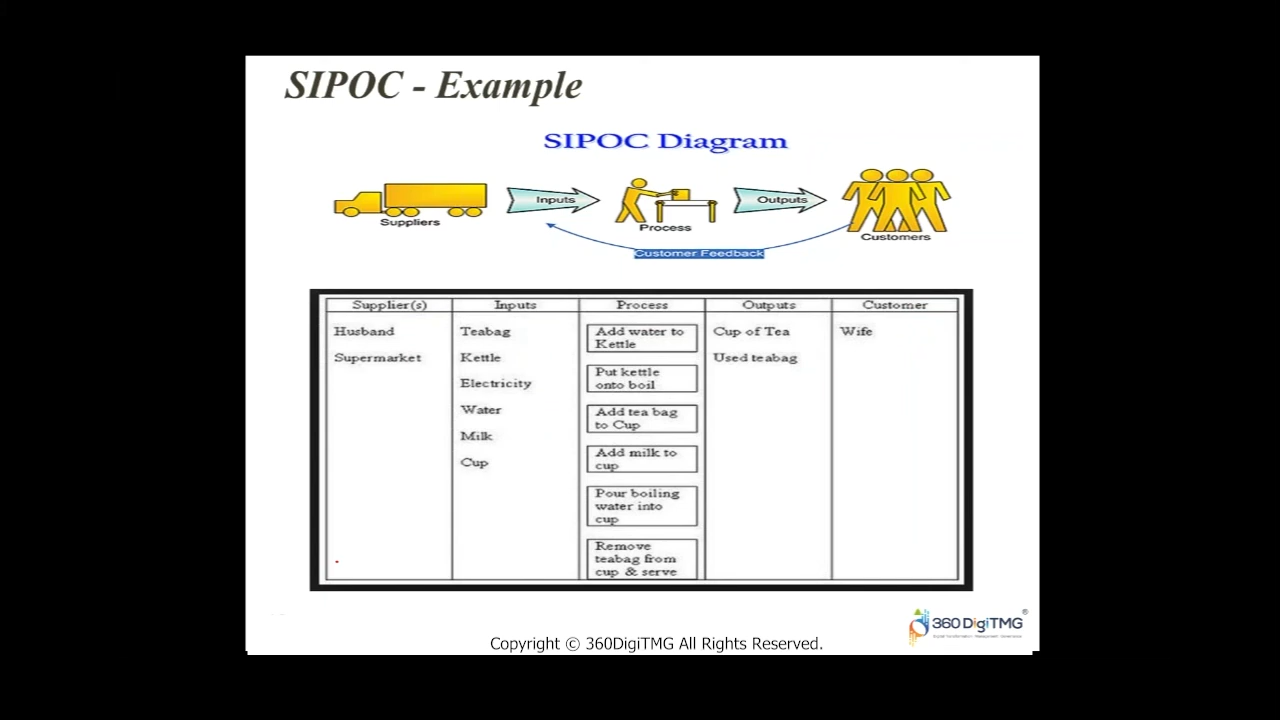 SIPOC - Example
SIPOC Diagram
Inputs
Outputs
Suppliers
Process
Customers
Customer Feedback
Supplier(s)
Inputs
Process
Outputs
Customer
Husband
Supermarket
Teabag
Kettle
Electricity
Water
Milk
Cup
Add water to
Kettle
Put kettle
onto boil
Add tea bag
to Cup
Add milk to
cup
Pour boiling
water into
cup
Remove
teabag from
cup & serve
Cup of Tea
Used teabag
Wife
360DigiTMG
®
Copyright © 360DigiTMG All Rights Reserved.